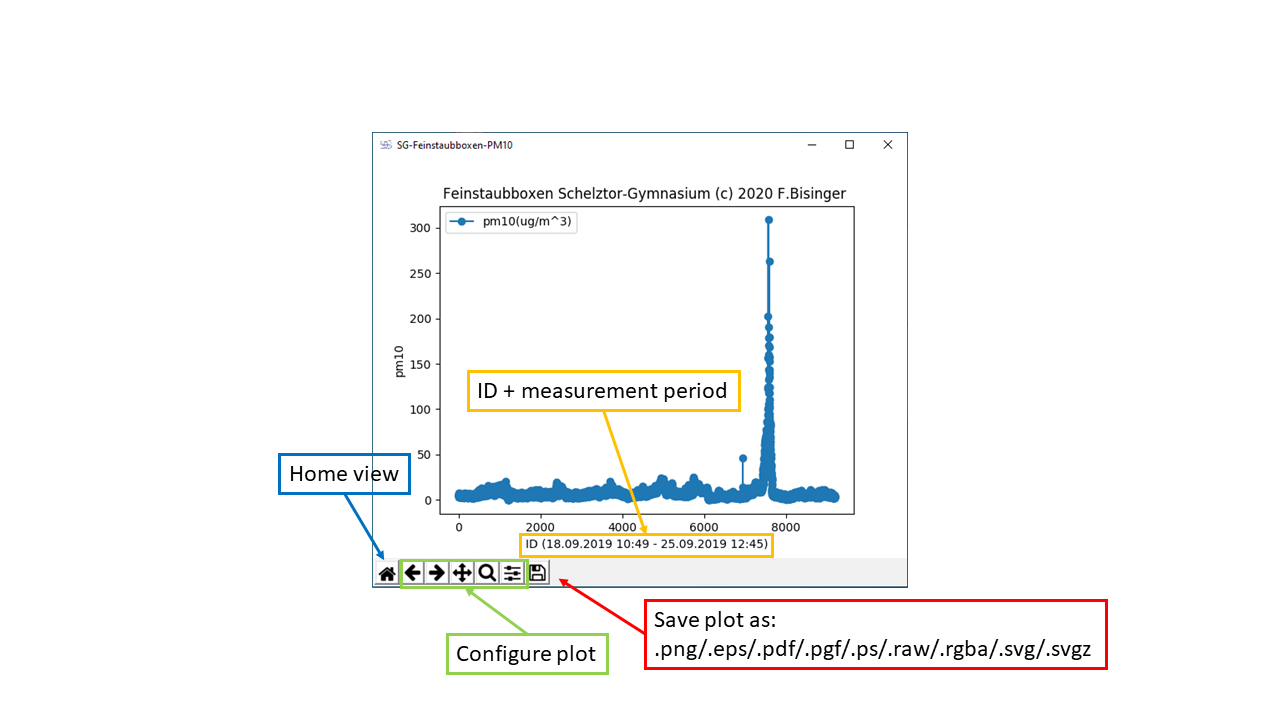 SG-Feinstaubboxen-PM10
Feinstaubboxen Schelztor-Gymnasium (c) 2020 F.Bisinger
pm10(ug/m^3)
300
250
200
150
100
50
0
pm10
ID + measurement period
Home view
0 2000 4000 6000 8000
ID (18.09.2019 10:49 - 25.09.2019 12:45)
Save plot as:
.png/.eps/.pdf/.pgf/.ps/.raw/.rgba/.svg/.svgz
Configure plot